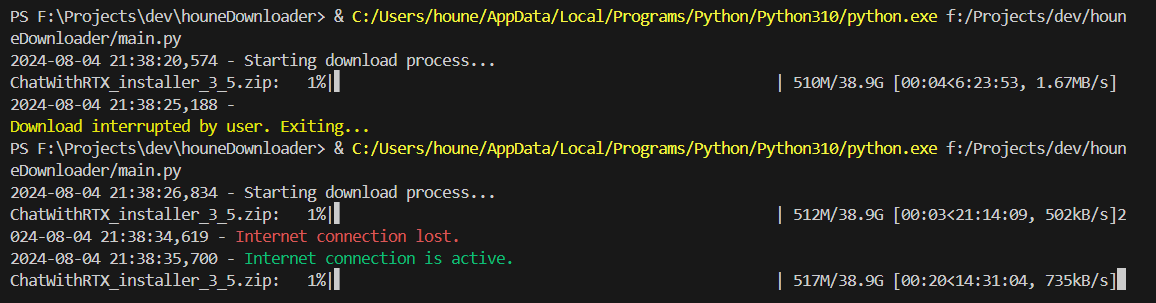 PS F:\Projects\dev\houneDownloader> & C:/Users/houne/AppData/Local/Programs/Python/Python310/python.exe f:/Projects/dev/houn
eDownloader/main.py
2024-08-04 21:38:20,574 - Starting download process...
ChatWithRTX_installer_3_5.zip:   1%|▌ | 510M/38.9G [00:04<6:23:53, 1.67MB/s]
2024-08-04 21:38:25,188 -
Download interrupted by user. Exiting...
PS F:\Projects\dev\houneDownloader> & C:/Users/houne/AppData/Local/Programs/Python/Python310/python.exe f:/Projects/dev/houn
eDownloader/main.py
2024-08-04 21:38:26,834 - Starting download process...
ChatWithRTX_installer_3_5.zip:   1%|▌ | 512M/38.9G [00:03<21:14:09, 502kB/s]2
024-08-04 21:38:34,619 - Internet connection lost.
2024-08-04 21:38:35,700 - Internet connection is active.
ChatWithRTX_installer_3_5.zip:   1%|▌ | 517M/38.9G [00:20<14:31:04, 735kB/s]